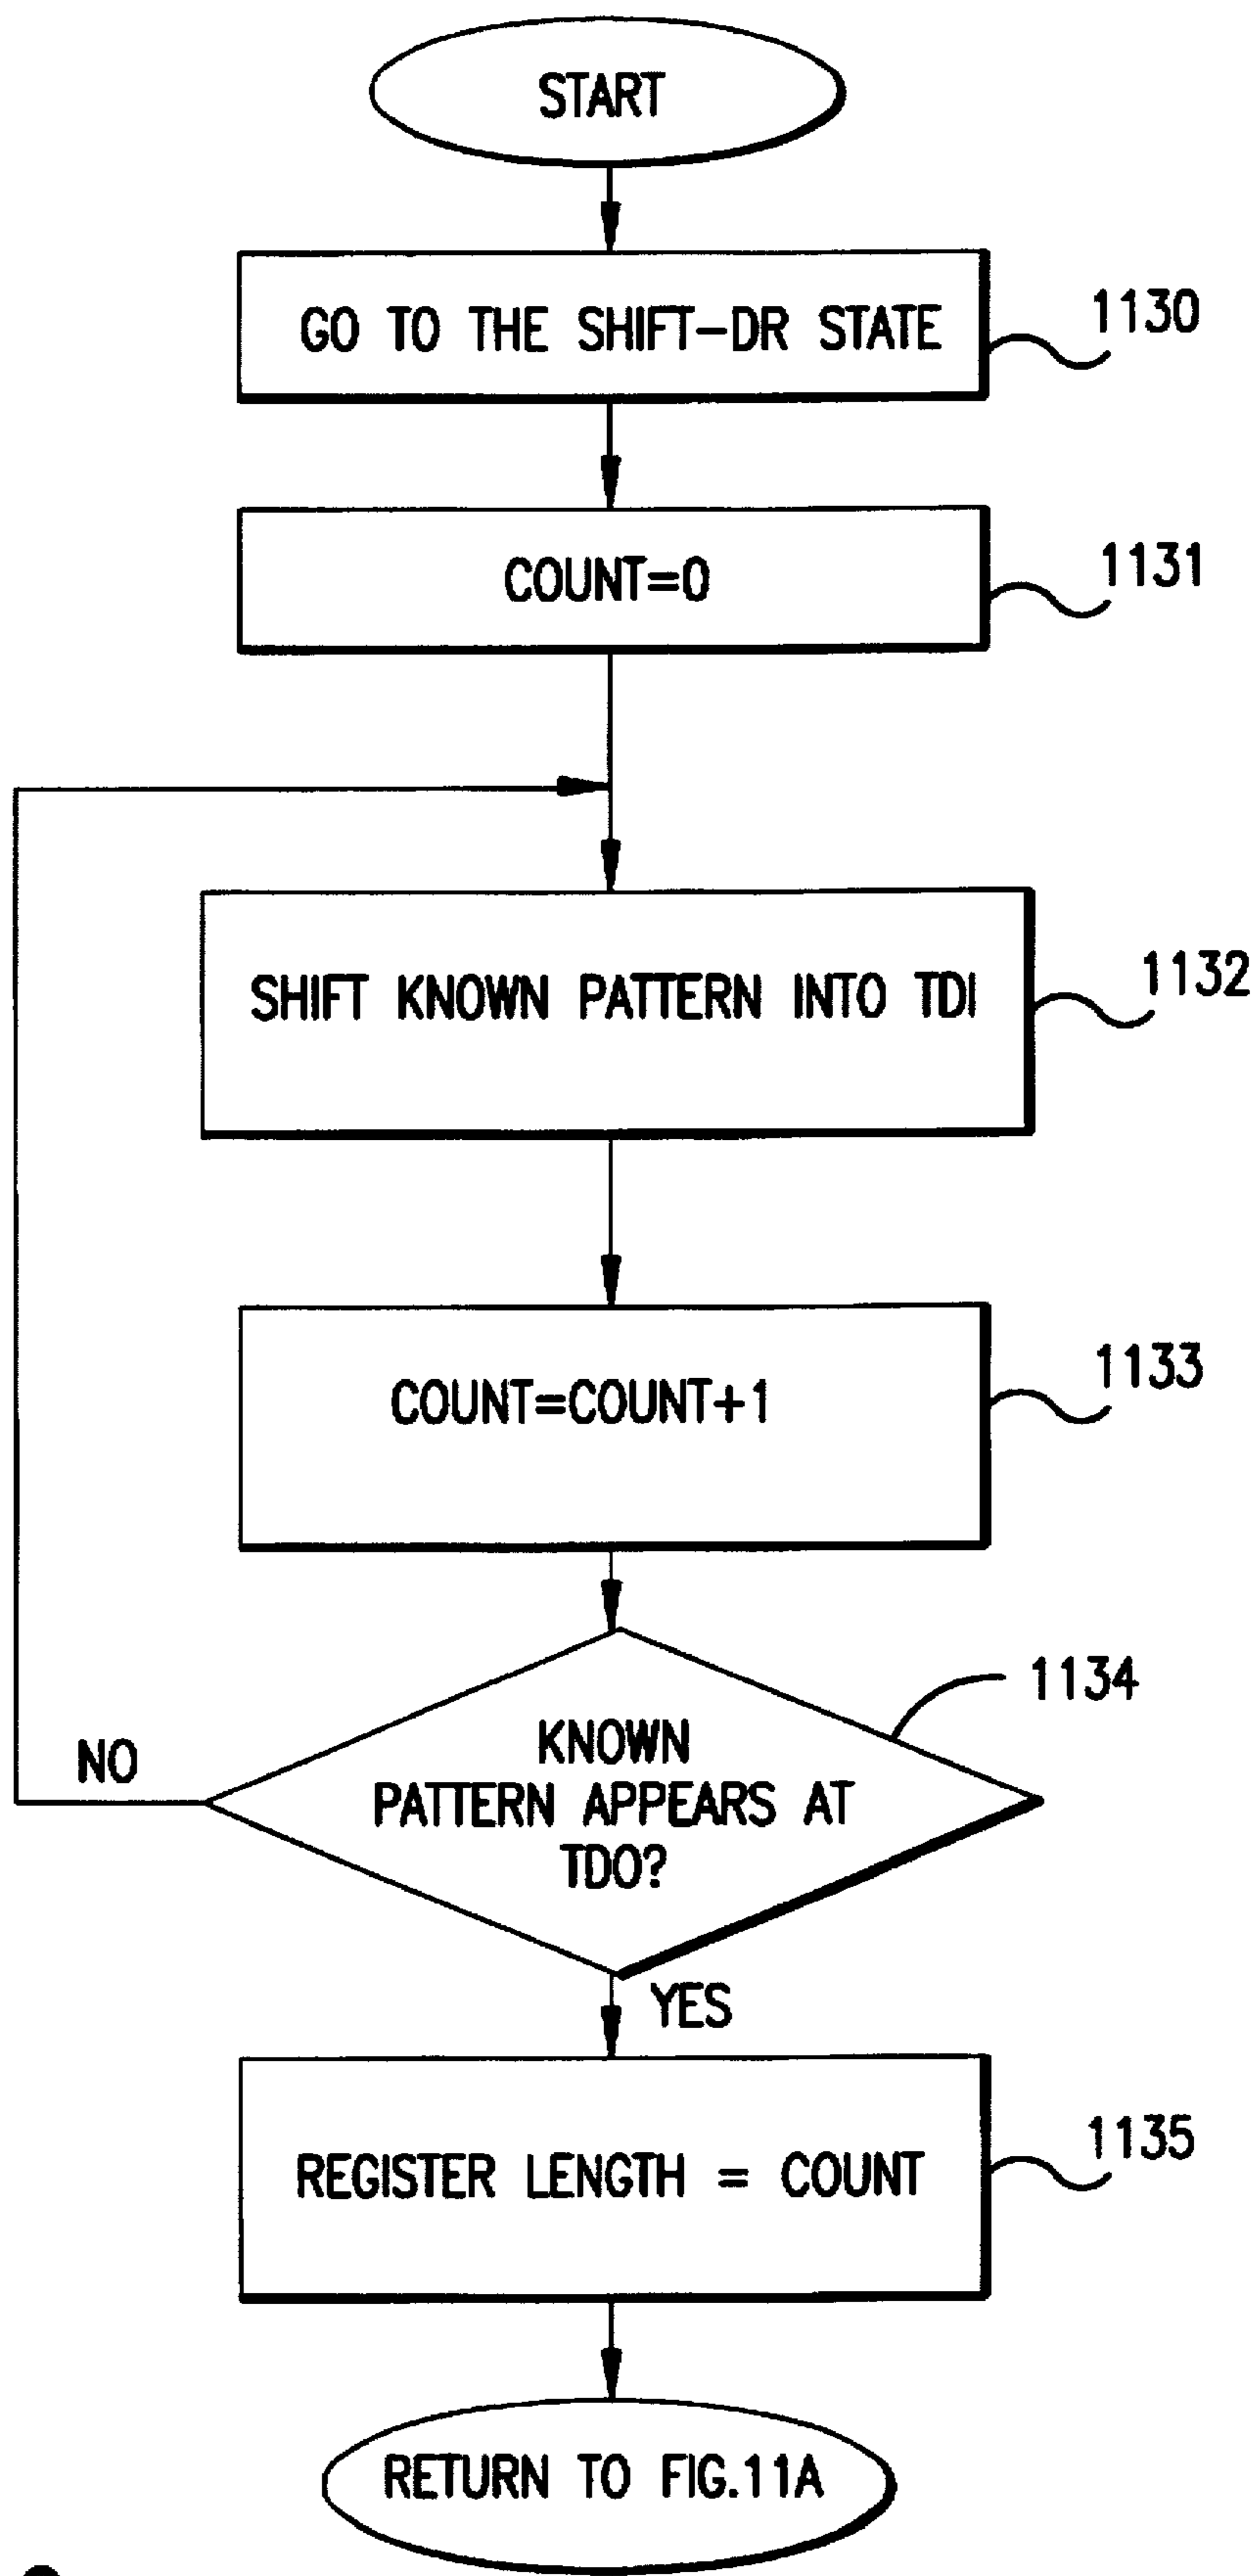 START
GO TO THE SHIFT-DR STATE
1130
COUNT=0
1131
SHIFT KNOWN PATTERN INTO TDI
1132
COUNT=COUNT+1
1133
KNOWN
PATTERN APPEARS AT
TDO?
1134
NO
YES
REGISTER LENGTH = COUNT
1135
RETURN TO FIG.11A